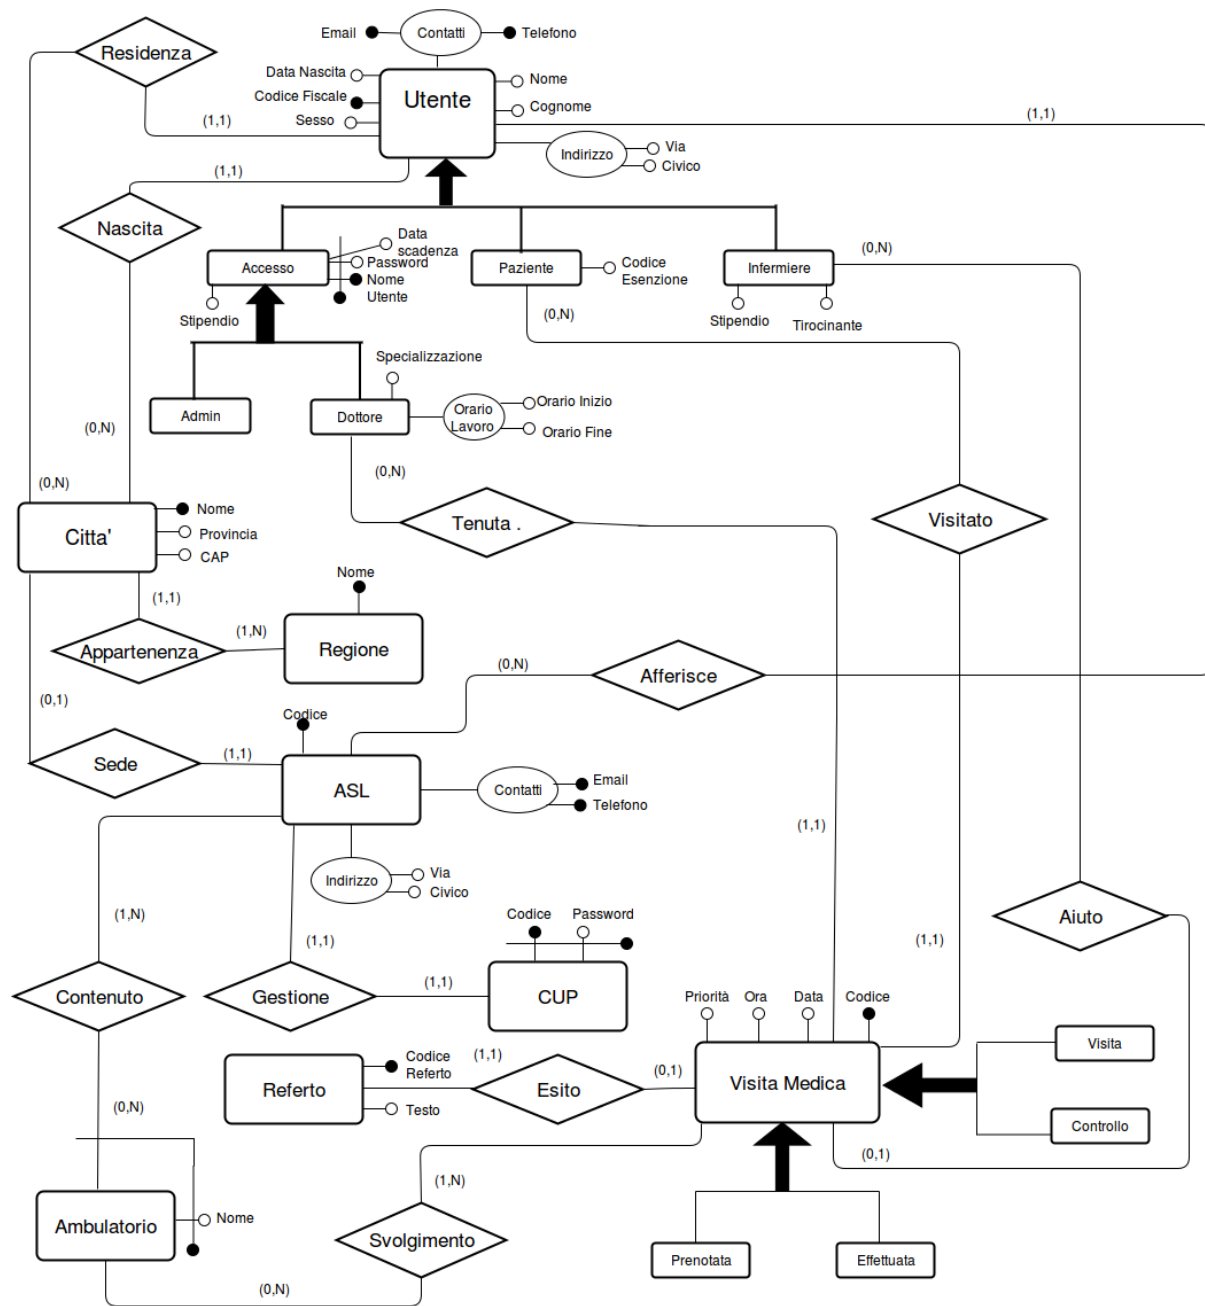 Residenza
Email
Contatti
Telefono
Data Nascita
Codice Fiscale
Sesso
Utente
Nome
Cognome
Indirizzo
Via
Civico
(1,1)
(1,1)
(1,1)
Nascita
Accesso
Data
scadenza
Password
Nome
Utente
Stipendio
Paziente
Codice
Esenzione
(0,N)
Infermiere
(0,N)
Stipendio
Tirocinante
Admin
Specializzazione
Dottore
Orario
Lavoro
Orario Inizio
Orario Fine
(0,N)
(0,N)
(0,N)
Citta'
Nome
Provincia
CAP
Tenuta .
Visitato
(1,1)
Appartenenza
(1,N)
Nome
Regione
(0,1)
Sede
(1,1)
Codice
ASL
(0,N)
Afferisce
Contatti
Email
Telefono
Indirizzo
Via
Civico
(1,1)
(1,N)
(1,1)
Contenuto
Gestione
(1,1)
Codice
Password
CUP
(1,1)
Aiuto
Priorità
Ora
Data
Codice
Visita Medica
Visita
Controllo
(0,1)
Referto
Codice
Referto
Testo
(1,1)
Esito
(0,1)
(0,N)
Ambulatorio
Nome
(1,N)
Svolgimento
(0,N)
Prenotata
Effettuata